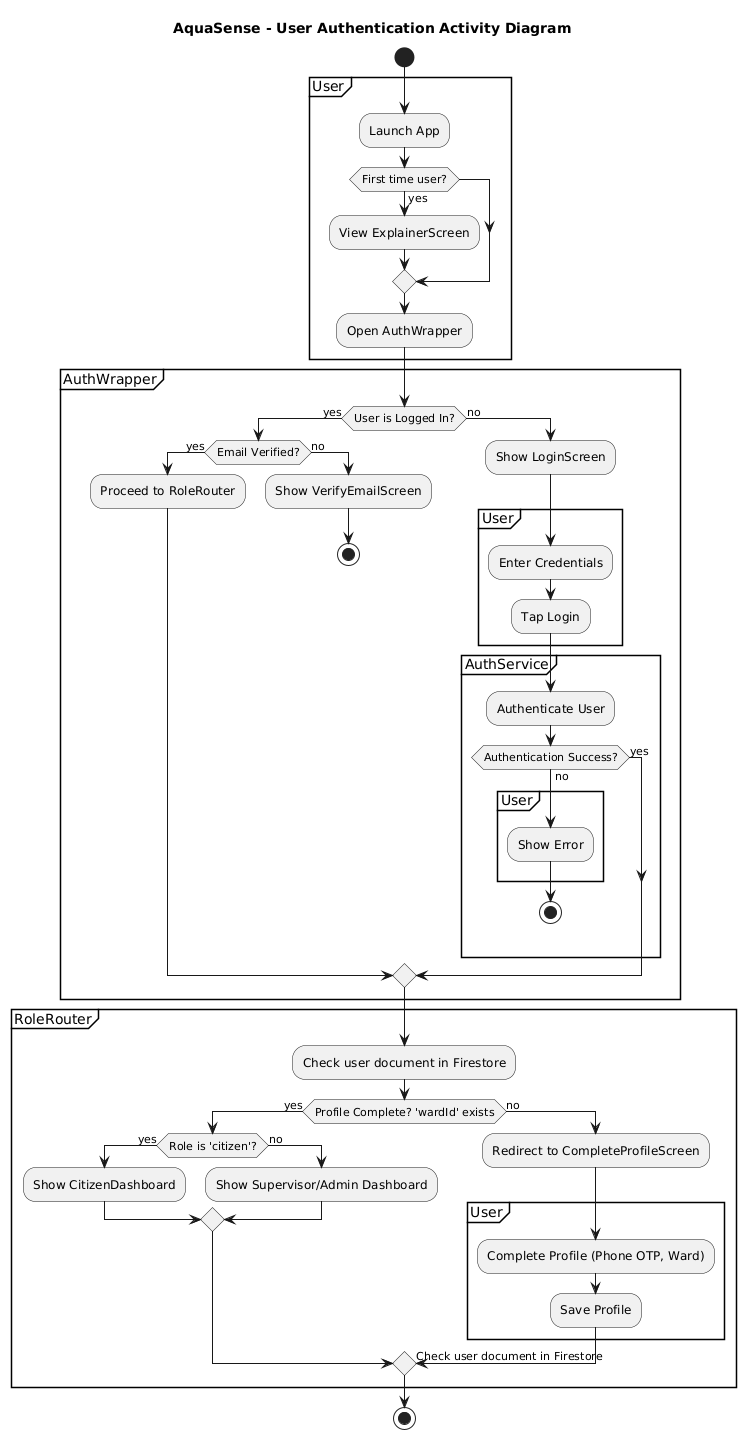 AquaSense - User Authentication Activity Diagram
User
Launch App
First time user?
yes
View ExplainerScreen
Open AuthWrapper
AuthWrapper
yes
User is Logged In?
no
yes
Email Verified?
no
Proceed to RoleRouter
Show VerifyEmailScreen
Show LoginScreen
User
Enter Credentials
Tap Login
AuthService
Authenticate User
Authentication Success?
yes
no
User
Show Error
RoleRouter
Check user document in Firestore
yes
Profile Complete? 'wardId' exists
no
yes
Role is 'citizen'?
no
Show CitizenDashboard
Show Supervisor/Admin Dashboard
Redirect to CompleteProfileScreen
User
Complete Profile (Phone OTP, Ward)
Save Profile
Check user document in Firestore